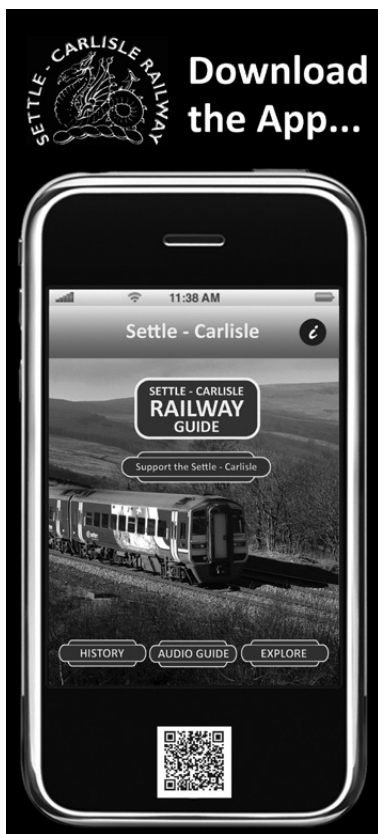 SETTLE - CARLISLE RAILWAY
Download
the App...
11:38 AM
Settle - Carlisle
i
SETTLE - CARLISLE
RAILWAY
GUIDE
Support the Settle - Carlisle
HISTORY
AUDIO GUIDE
EXPLORE